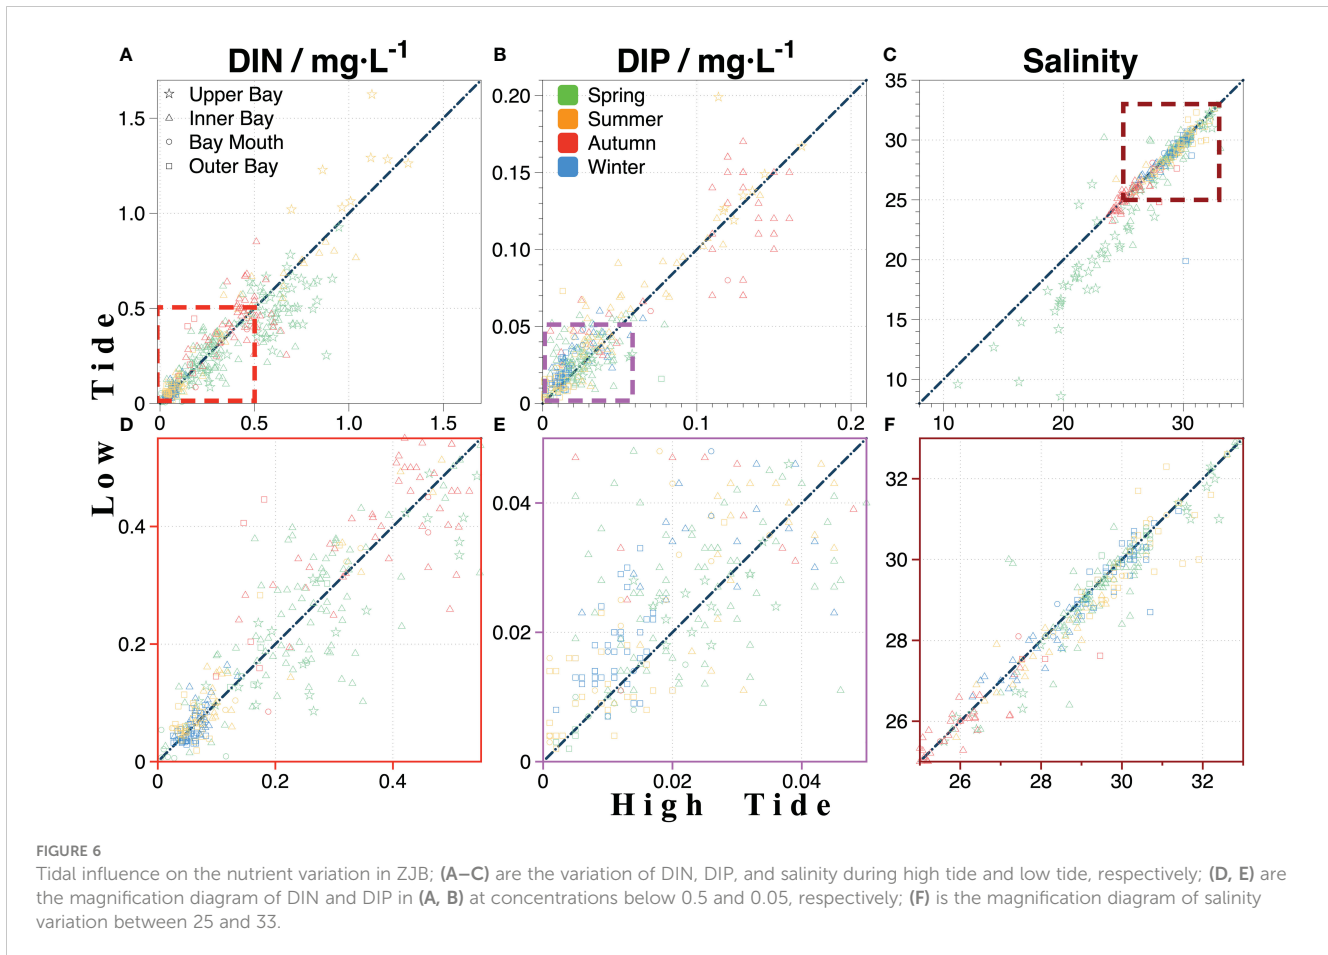 A
DIN / mg·L-1
B
DIP / mg·L-1
C
Salinity
Upper Bay
Inner Bay
Bay Mouth
Outer Bay
1.5
1.0
0.5
0
0
0.5
1.0
1.5
Spring
Summer
Autumn
Winter
0.20
0.15
0.10
0.05
0
0
0.1
0.2
35
30
25
20
15
10
10
20
30
Low Tide
D
0.4
0.2
0
0
0.2
0.4
E
0.04
0.02
0
0
0.02
0.04
F
32
30
28
26
26
28
30
32
High Tide
FIGURE 6
Tidal influence on the nutrient variation in ZJB; (A–C) are the variation of DIN, DIP, and salinity during high tide and low tide, respectively; (D, E) are
the magnification diagram of DIN and DIP in (A, B) at concentrations below 0.5 and 0.05, respectively; (F) is the magnification diagram of salinity
variation between 25 and 33.